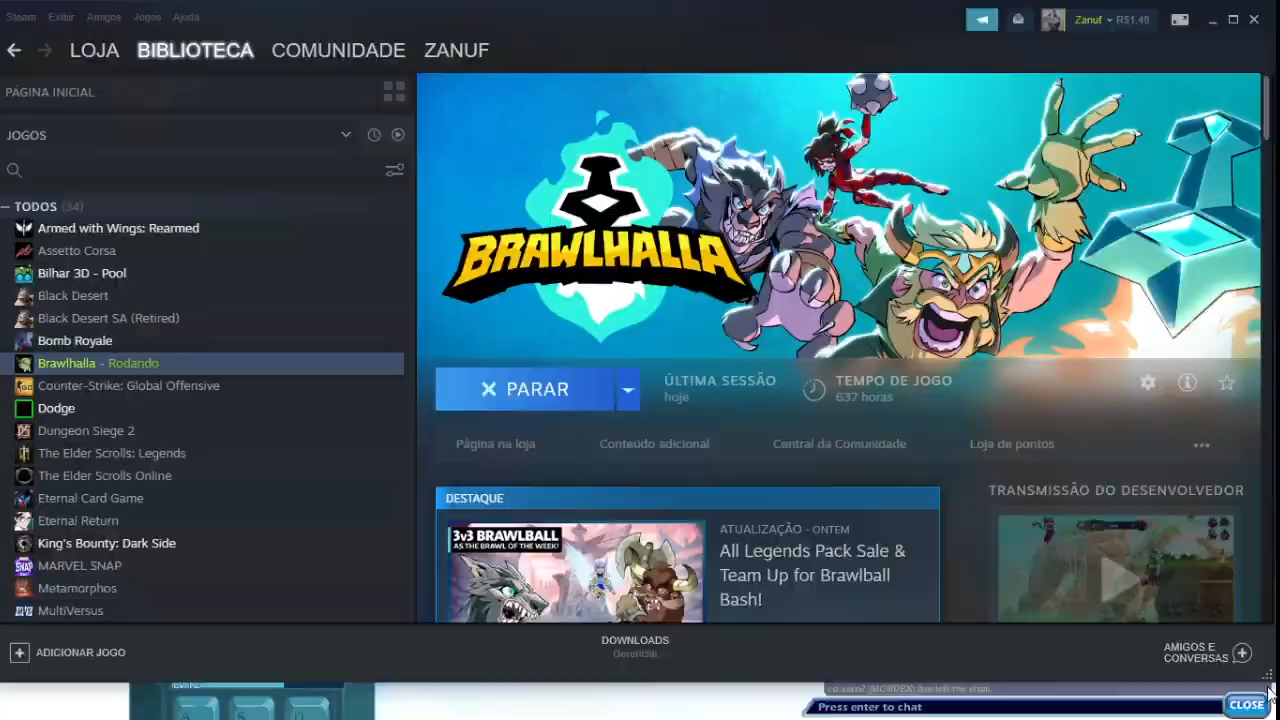 Steam Exibir Amigos Jogos Ajuda
Zanuf R$1,48
LOJA BIBLIOTECA COMUNIDADE ZANUF
PÁGINA INICIAL
JOGOS
TODOS (34)
Armed with Wings: Rearmed
Assetto Corsa
Bilhar 3D - Pool
Black Desert
Black Desert SA (Retired)
Bomb Royale
Brawlhalla - Rodando
Counter-Strike: Global Offensive
Dodge
Dungeon Siege 2
The Elder Scrolls: Legends
The Elder Scrolls Online
Eternal Card Game
Eternal Return
King's Bounty: Dark Side
MARVEL SNAP
Metamorphos
MultiVersus
BRAWLHALLA
PARAR
ÚLTIMA SESSÃO
hoje
TEMPO DE JOGO
637 horas
Página na loja Conteúdo adicional Central da Comunidade Loja de pontos
DESTAQUE
3v3 BRAWLBALL
AS THE BRAWL OF THE WEEK!
ATUALIZAÇÃO - ONTEM
All Legends Pack Sale &
Team Up for Brawlball
Bash!
TRANSMISSÃO DO DESENVOLVEDOR
ADICIONAR JOGO
DOWNLOADS
Gerenciar
AMIGOS E
CONVERSAS
Press enter to chat
CLOSE